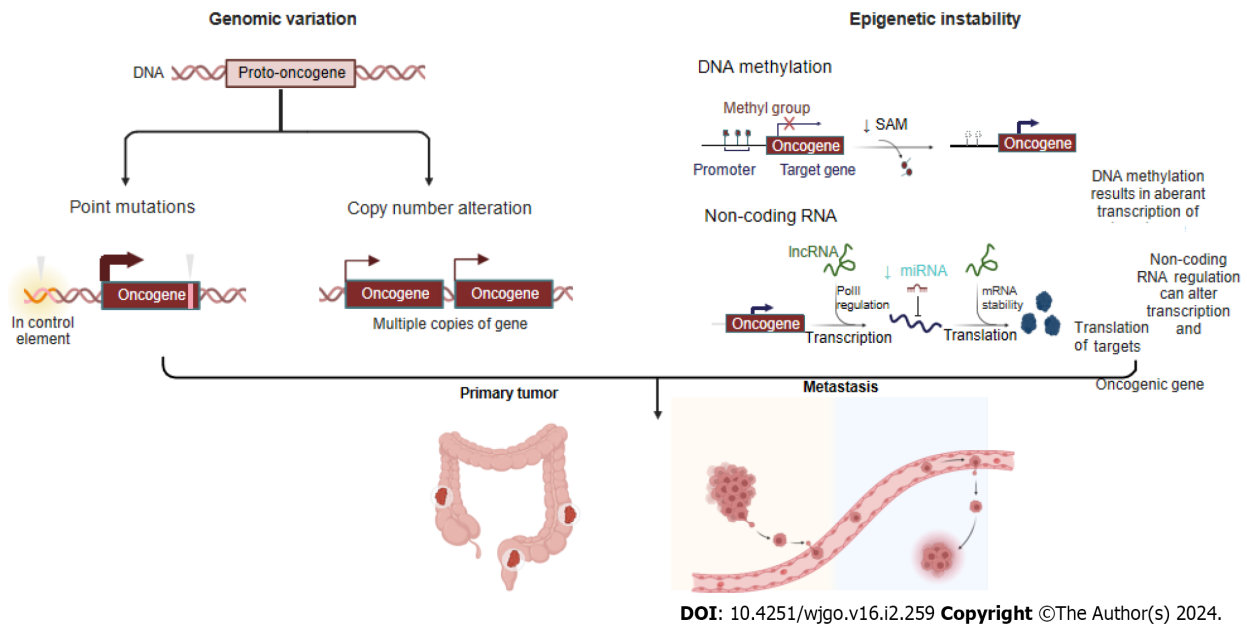 Genomic variation
DNA
Proto-oncogene
Point mutations
Copy number alteration
Oncogene
In control
element
Oncogene
Oncogene
Multiple copies of gene
Epigenetic instability
DNA methylation
Methyl group
Oncogene
Promoter
Target gene
↓ SAM
Oncogene
DNA methylation
results in aberrant
transcription of
Non-coding RNA
lncRNA
↓ miRNA
PolII
regulation
mRNA
stability
Oncogene
Transcription
Translation
Non-coding
RNA regulation
can alter
transcription
and
Translation
of targets
Oncogenic gene
Primary tumor
Metastasis
DOI: 10.4251/wjgo.v16.i2.259 Copyright ©The Author(s) 2024.